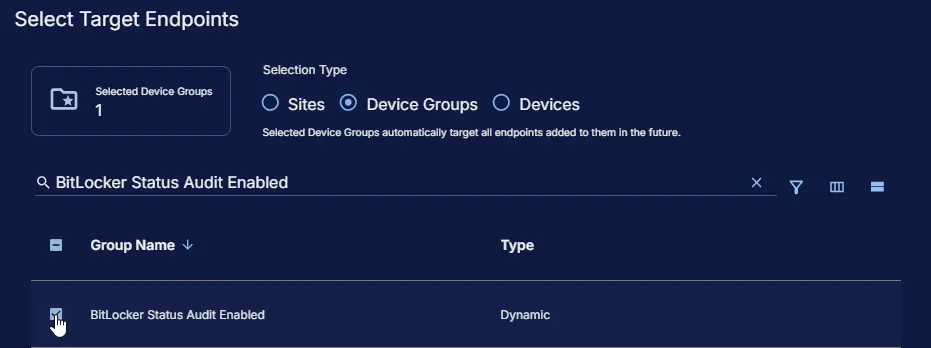 Select Target Endpoints
Selected Device Groups
1
Selection Type
Sites
Device Groups
Devices
Selected Device Groups automatically target all endpoints added to them in the future.
BitLocker Status Audit Enabled
Group Name
Type
BitLocker Status Audit Enabled
Dynamic